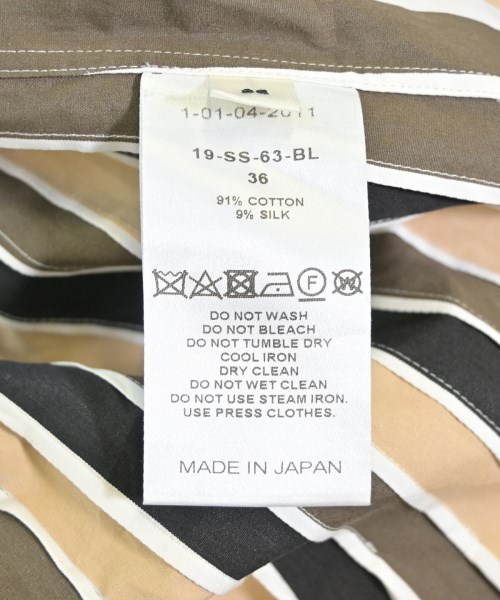 1-01-04-2011
19-SS-63-BL
36
91% COTTON
9% SILK
F W
DO NOT WASH
DO NOT BLEACH
DO NOT TUMBLE DRY
COOL IRON
DRY CLEAN
DO NOT WET CLEAN
DO NOT USE STEAM IRON.
USE PRESS CLOTHES.
MADE IN JAPAN